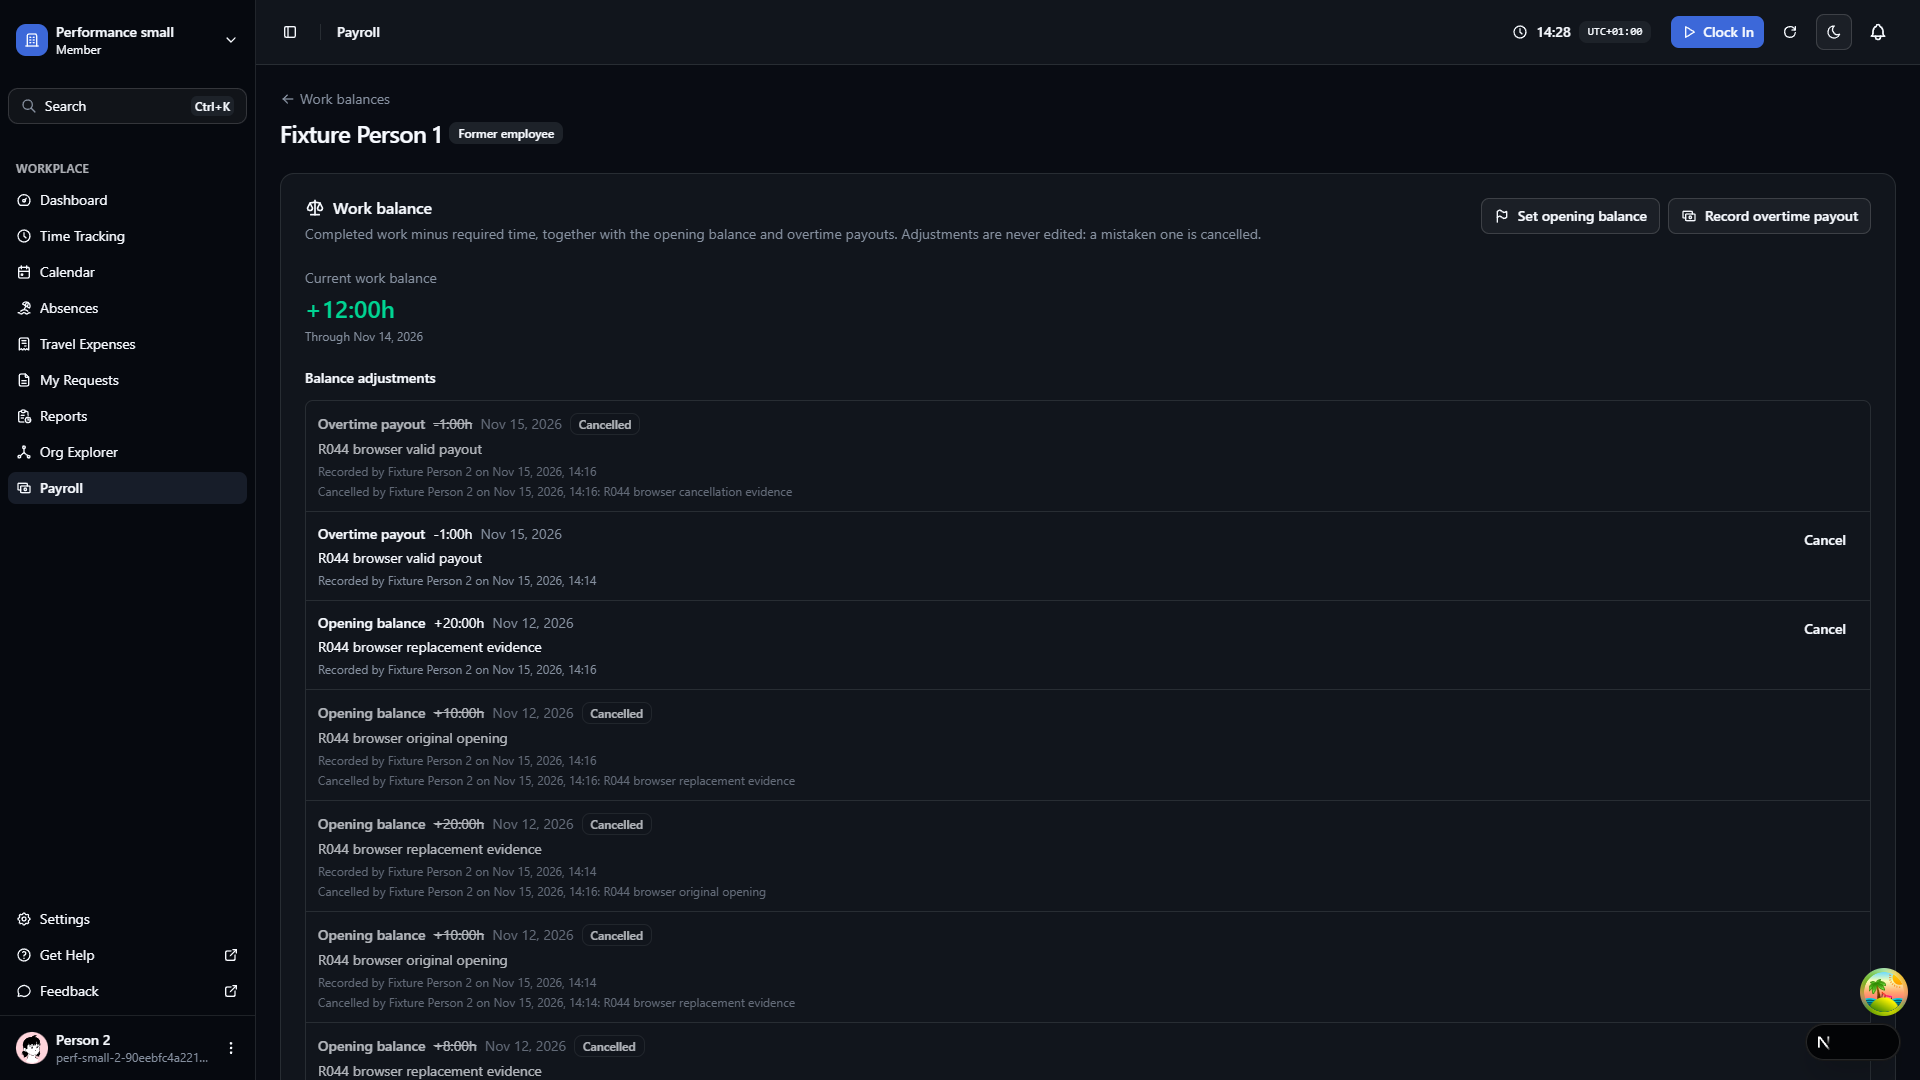 Performance small
Member
Search
Ctrl+K
WORKPLACE
Dashboard
Time Tracking
Calendar
Absences
Travel Expenses
My Requests
Reports
Org Explorer
Payroll
Settings
Get Help
Feedback
Person 2
perf-small-2-90eebfc4a221...
Payroll
14:28
UTC+01:00
Clock In
Work balances
Fixture Person 1
Former employee
Work balance
Completed work minus required time, together with the opening balance and overtime payouts. Adjustments are never edited: a mistaken one is cancelled.
Set opening balance
Record overtime payout
Current work balance
+12:00h
Through Nov 14, 2026
Balance adjustments
Overtime payout -1:00h Nov 15, 2026 Cancelled
R044 browser valid payout
Recorded by Fixture Person 2 on Nov 15, 2026, 14:16
Cancelled by Fixture Person 2 on Nov 15, 2026, 14:16: R044 browser cancellation evidence
Overtime payout -1:00h Nov 15, 2026
Cancel
R044 browser valid payout
Recorded by Fixture Person 2 on Nov 15, 2026, 14:14
Opening balance +20:00h Nov 12, 2026
Cancel
R044 browser replacement evidence
Recorded by Fixture Person 2 on Nov 15, 2026, 14:16
Opening balance +10:00h Nov 12, 2026 Cancelled
R044 browser original opening
Recorded by Fixture Person 2 on Nov 15, 2026, 14:16
Cancelled by Fixture Person 2 on Nov 15, 2026, 14:16: R044 browser replacement evidence
Opening balance +20:00h Nov 12, 2026 Cancelled
R044 browser replacement evidence
Recorded by Fixture Person 2 on Nov 15, 2026, 14:14
Cancelled by Fixture Person 2 on Nov 15, 2026, 14:16: R044 browser original opening
Opening balance +10:00h Nov 12, 2026 Cancelled
R044 browser original opening
Recorded by Fixture Person 2 on Nov 15, 2026, 14:14
Cancelled by Fixture Person 2 on Nov 15, 2026, 14:14: R044 browser replacement evidence
Opening balance +8:00h Nov 12, 2026 Cancelled
R044 browser replacement evidence
N